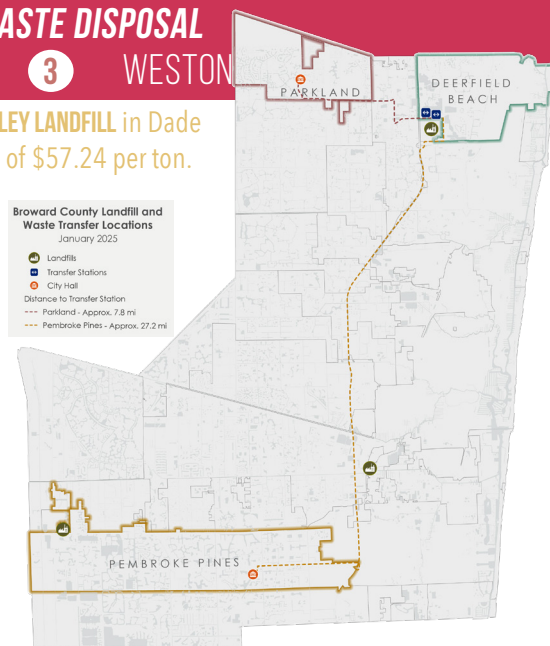 ASTE DISPOSAL
3 WESTON
LEY LANDFILL in Dade
of $57.24 per ton.
Broward County Landfill and
Waste Transfer Locations
January 2025
Landfills
Transfer Stations
City Hall
Distance to Transfer Station
Parkland - Approx. 7.8 mi
Pembroke Pines - Approx. 27.2 mi
PARKLAND
DEERFIELD
BEACH
PEMBROKE PINES